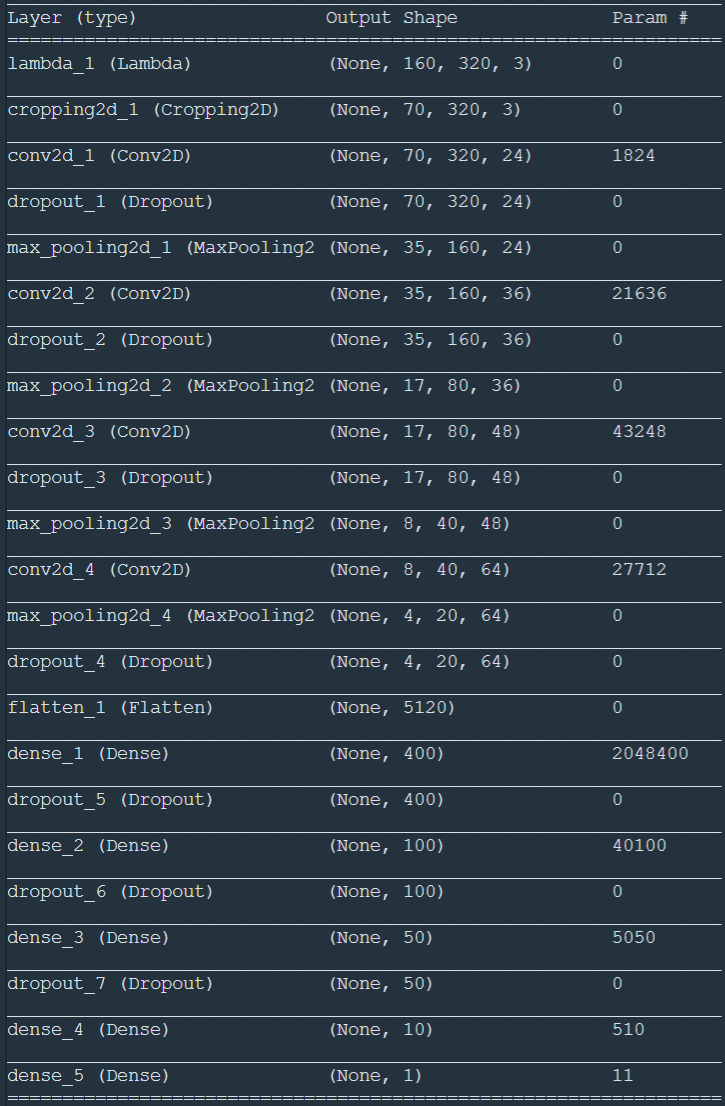 Layer (type) Output Shape Param #
=================================================================
lambda_1 (Lambda) (None, 160, 320, 3) 0
cropping2d_1 (Cropping2D) (None, 70, 320, 3) 0
conv2d_1 (Conv2D) (None, 70, 320, 24) 1824
dropout_1 (Dropout) (None, 70, 320, 24) 0
max_pooling2d_1 (MaxPooling2 (None, 35, 160, 24) 0
conv2d_2 (Conv2D) (None, 35, 160, 36) 21636
dropout_2 (Dropout) (None, 35, 160, 36) 0
max_pooling2d_2 (MaxPooling2 (None, 17, 80, 36) 0
conv2d_3 (Conv2D) (None, 17, 80, 48) 43248
dropout_3 (Dropout) (None, 17, 80, 48) 0
max_pooling2d_3 (MaxPooling2 (None, 8, 40, 48) 0
conv2d_4 (Conv2D) (None, 8, 40, 64) 27712
max_pooling2d_4 (MaxPooling2 (None, 4, 20, 64) 0
dropout_4 (Dropout) (None, 4, 20, 64) 0
flatten_1 (Flatten) (None, 5120) 0
dense_1 (Dense) (None, 400) 2048400
dropout_5 (Dropout) (None, 400) 0
dense_2 (Dense) (None, 100) 40100
dropout_6 (Dropout) (None, 100) 0
dense_3 (Dense) (None, 50) 5050
dropout_7 (Dropout) (None, 50) 0
dense_4 (Dense) (None, 10) 510
dense_5 (Dense) (None, 1) 11
=================================================================